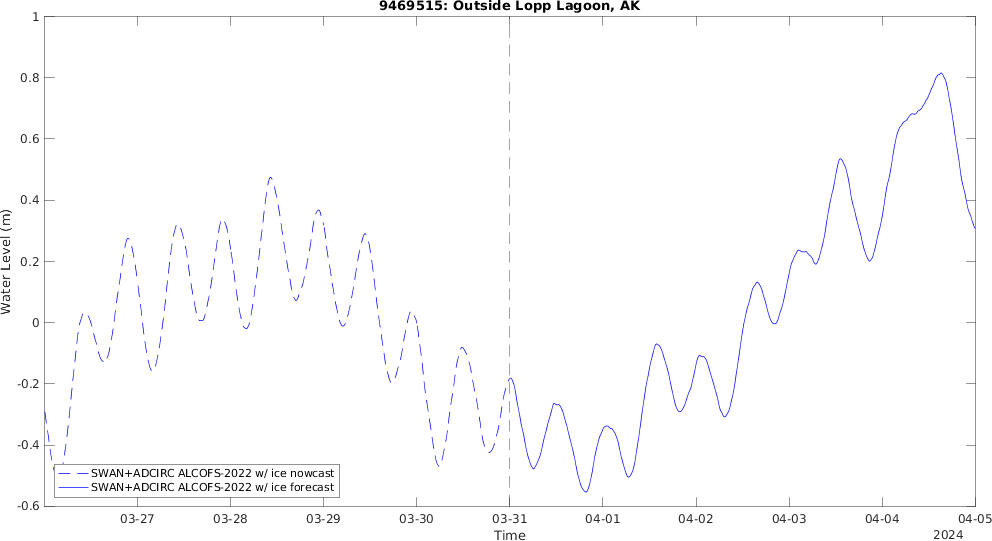 9469515: Outside Lopp Lagoon, AK
1
0.8
0.6
0.4
0.2
0
-0.2
-0.4
-0.6
Water Level (m)
SWAN+ADCIRC ALCOFS-2022 w/ ice nowcast
SWAN+ADCIRC ALCOFS-2022 w/ ice forecast
03-27 03-28 03-29 03-30 03-31 04-01 04-02 04-03 04-04 04-05
Time
2024